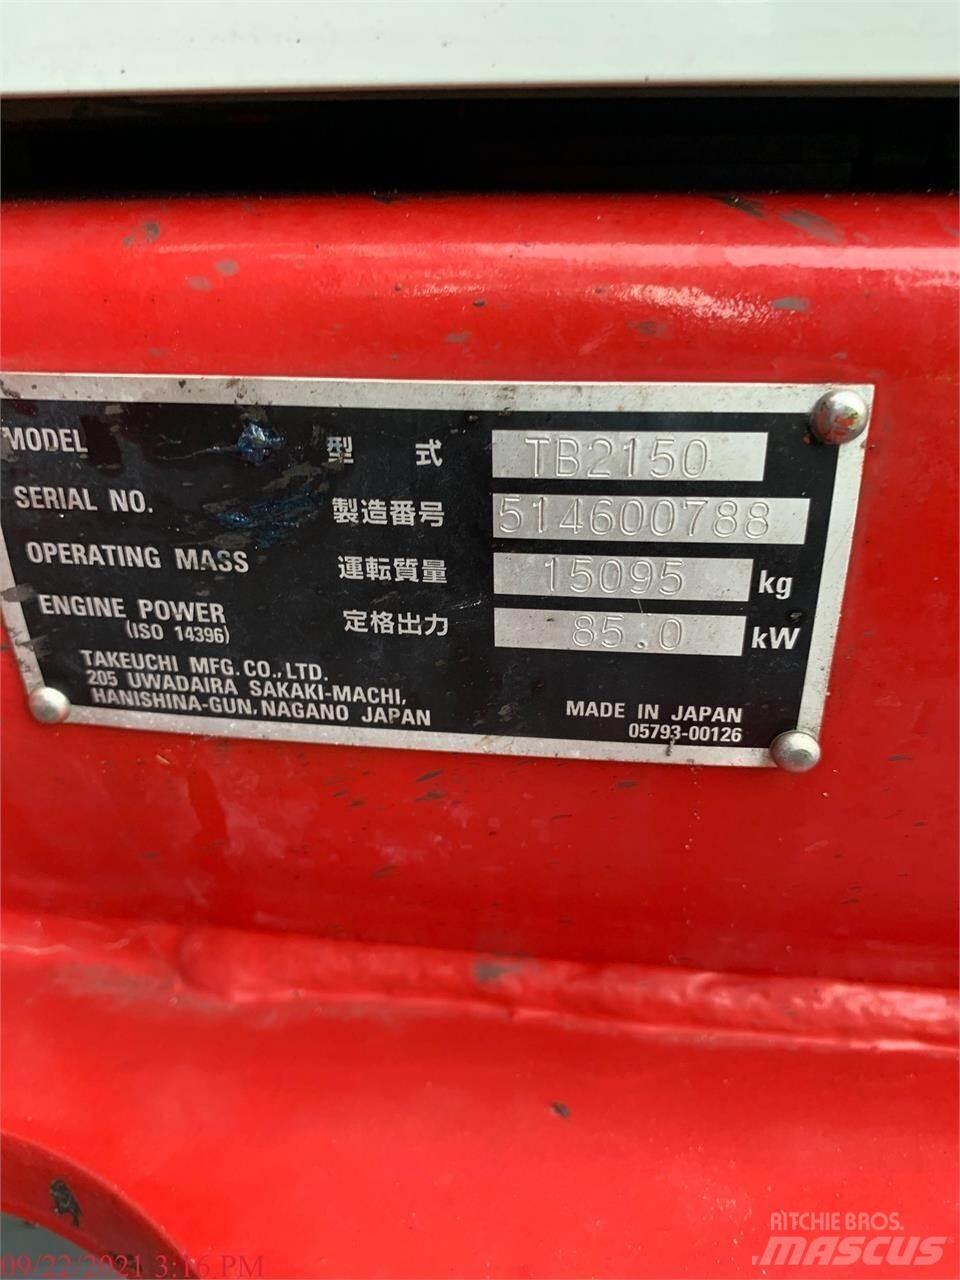 MODEL 型 式 TB2150
SERIAL NO. 製造番号 514600788
OPERATING MASS 運転質量 15095 kg
ENGINE POWER 定格出力 85.0 kW
(ISO 14396)
TAKEUCHI MFG. CO., LTD.
205 UWADAIRA SAKAKI-MACHI,
HANISHINA-GUN, NAGANO JAPAN
MADE IN JAPAN
05793-00126
RITCHIE BROS.
MASCUS
09/22/2021 3:16 PM